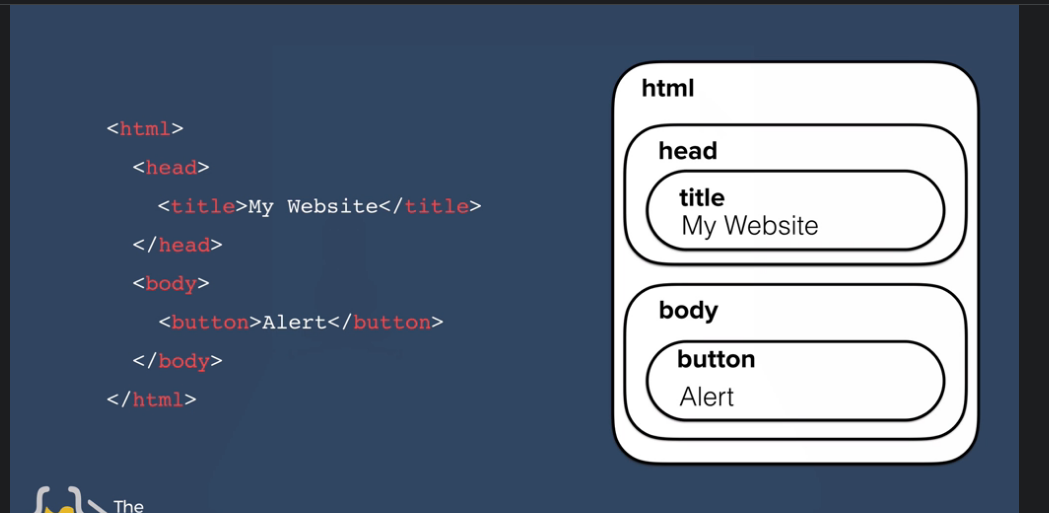 <html>
<head>
<title>My Website</title>
</head>
<body>
<button>Alert</button>
</body>
</html>
html
head
title
My Website
body
button
Alert
The